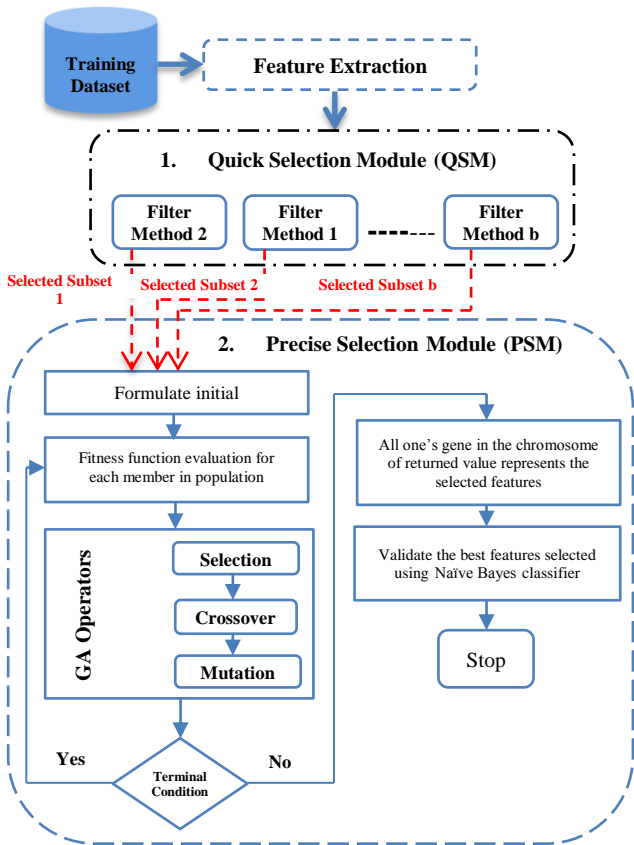 Training
Dataset
Feature Extraction
1. Quick Selection Module (QSM)
Filter
Method 2
Filter
Method 1
Filter
Method b
Selected Subset
1
Selected Subset 2
Selected Subset b
2. Precise Selection Module (PSM)
Formulate initial
Fitness function evaluation for
each member in population
GA Operators
Selection
Crossover
Mutation
Yes
Terminal
Condition
No
All one's gene in the chromosome
of returned value represents the
selected features
Validate the best features selected
using Naïve Bayes classifier
Stop